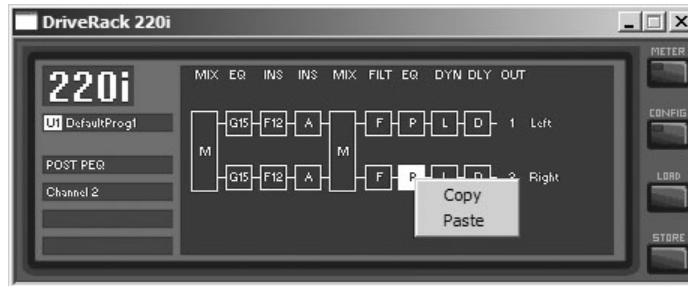 DriveRack 220i
220i
U1 DefaultProg1
POST PEQ
Channel 2
MIX EQ INS INS MIX FILT EQ DYN DLY OUT
G15 F12 A F P L D 1 Left
M M
G15 F12 A F P L D 2 Right
Copy
Paste
METER
CONFIG
LOAD
STORE